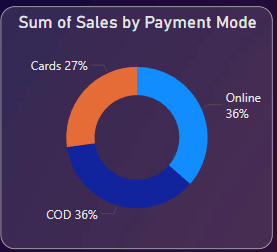 Sum of Sales by Payment Mode
Cards 27%
Online
36%
COD 36%